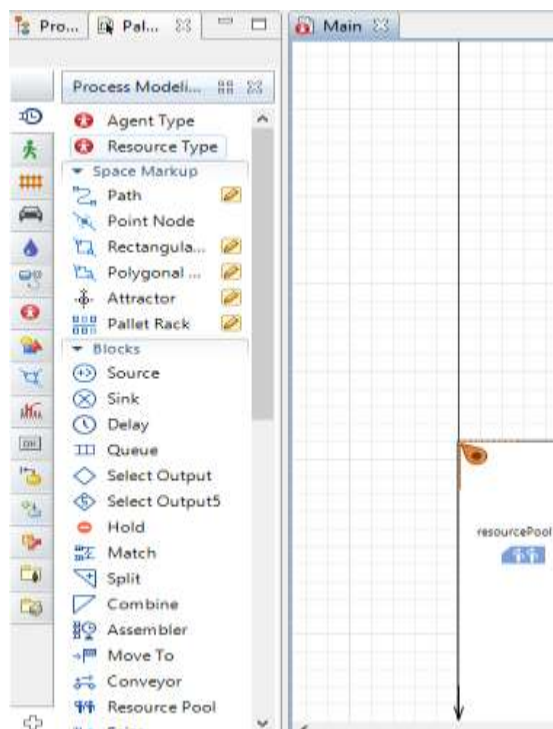 Pro...
Pal...
Main
Process Modeli...
Agent Type
Resource Type
Space Markup
Path
Point Node
Rectangula...
Polygonal ...
Attractor
Pallet Rack
Blocks
Source
Sink
Delay
Queue
Select Output
Select Output5
Hold
Match
Split
Combine
Assembler
Move To
Conveyor
Resource Pool
resourcePool